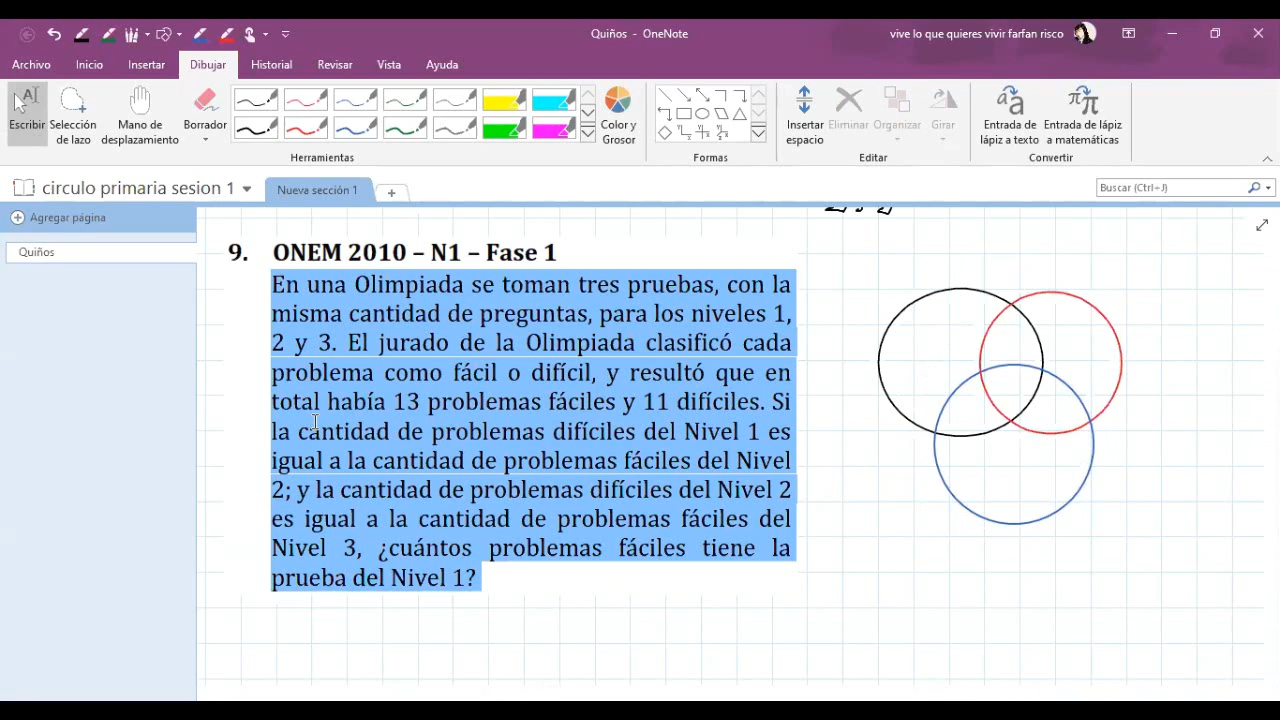 Quiños - OneNote
vive lo que quieres vivir farfan risco
Archivo Inicio Insertar Dibujar Historial Revisar Vista Ayuda
Escribir
Selección de lazo
Mano de desplazamiento
Borrador
Color y Grosor
Insertar espacio
Eliminar
Organizar
Girar
Entrada de lápiz a texto
Entrada de lápiz a matemáticas
Herramientas
Formas
Editar
Convertir
circulo primaria sesion 1
Nueva sección 1
Buscar (Ctrl+J)
Agregar página
Quiños
9. ONEM 2010 – N1 – Fase 1
En una Olimpiada se toman tres pruebas, con la
misma cantidad de preguntas, para los niveles 1,
2 y 3. El jurado de la Olimpiada clasificó cada
problema como fácil o difícil, y resultó que en
total había 13 problemas fáciles y 11 difíciles. Si
la cantidad de problemas difíciles del Nivel 1 es
igual a la cantidad de problemas fáciles del Nivel
2; y la cantidad de problemas difíciles del Nivel 2
es igual a la cantidad de problemas fáciles del
Nivel 3, ¿cuántos problemas fáciles tiene la
prueba del Nivel 1?